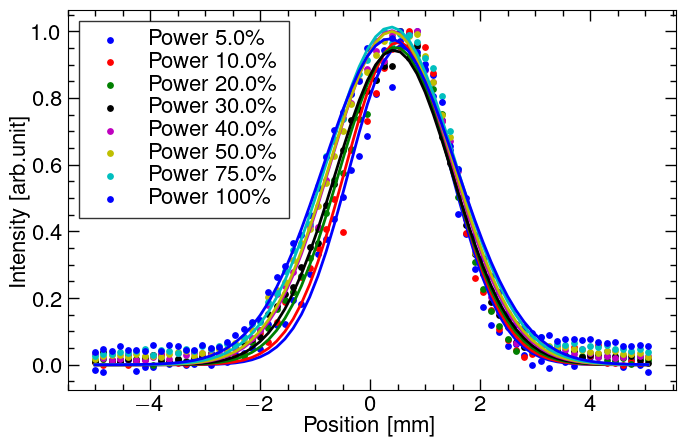 Power 5.0%
Power 10.0%
Power 20.0%
Power 30.0%
Power 40.0%
Power 50.0%
Power 75.0%
Power 100%
Intensity [arb.unit]
1.0
0.8
0.6
0.4
0.2
0.0
−4 −2 0 2 4
Position [mm]